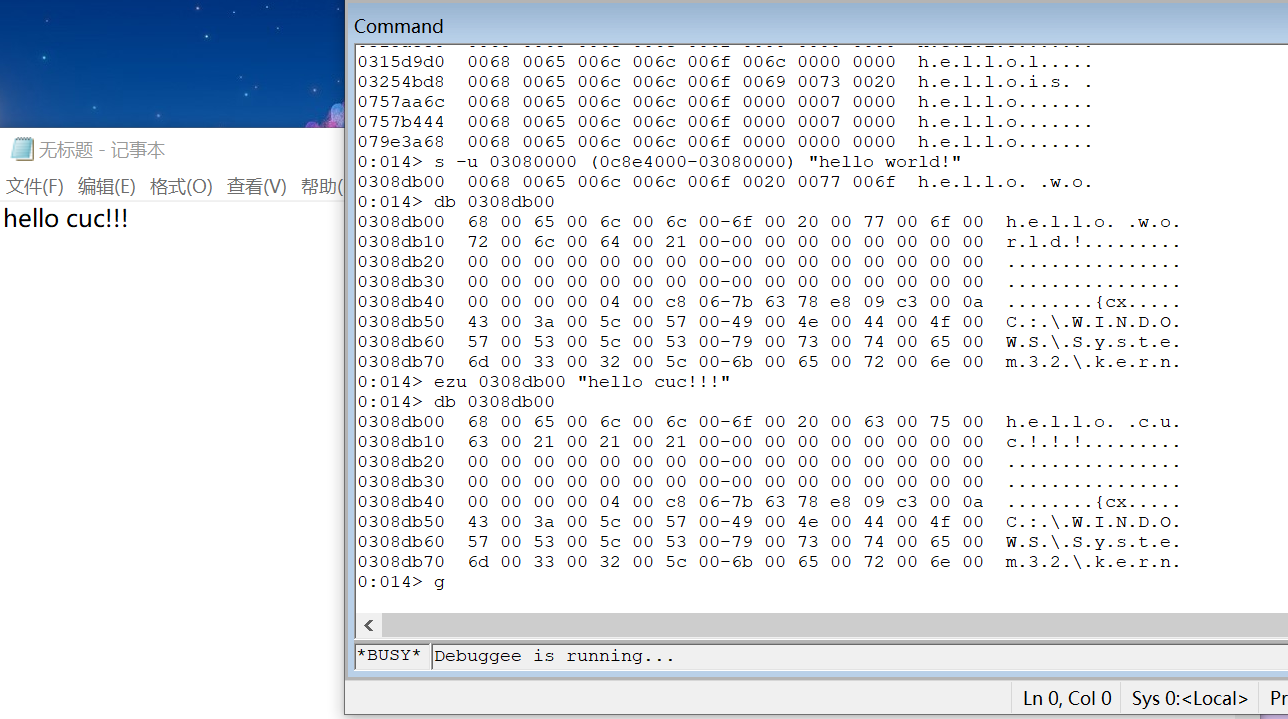 无标题 - 记事本
文件(F) 编辑(E) 格式(O) 查看(V) 帮助(
hello cuc!!!
Command
0315d9d0  0068 0065 006c 006c 006f 006c 0000 0000  h.e.l.l.o.l.....
03254bd8  0068 0065 006c 006c 006f 0069 0073 0020  h.e.l.l.o.i.s. .
0757aa6c  0068 0065 006c 006c 006f 0000 0007 0000  h.e.l.l.o.......
0757b444  0068 0065 006c 006c 006f 0000 0007 0000  h.e.l.l.o.......
079e3a68  0068 0065 006c 006c 006f 0000 0000 0000  h.e.l.l.o.......
0:014> s -u 03080000 (0c8e4000-03080000) "hello world!"
0308db00  0068 0065 006c 006c 006f 0020 0077 006f  h.e.l.l.o. .w.o.
0:014> db 0308db00
0308db00  68 00 65 00 6c 00 6c 00-6f 00 20 00 77 00 6f 00  h.e.l.l.o. .w.o.
0308db10  72 00 6c 00 64 00 21 00-00 00 00 00 00 00 00 00  r.l.d.!.........
0308db20  00 00 00 00 00 00 00 00-00 00 00 00 00 00 00 00  ................
0308db30  00 00 00 00 00 00 00 00-00 00 00 00 00 00 00 00  ................
0308db40  00 00 00 00 04 00 c8 06-7b 63 78 e8 09 c3 00 0a  ........{cx.....
0308db50  43 00 3a 00 5c 00 57 00-49 00 4e 00 44 00 4f 00  C.:.\.W.I.N.D.O.
0308db60  57 00 53 00 5c 00 53 00-79 00 73 00 74 00 65 00  W.S.\.S.y.s.t.e.
0308db70  6d 00 33 00 32 00 5c 00-6b 00 65 00 72 00 6e 00  m.3.2.\.k.e.r.n.
0:014> ezu 0308db00 "hello cuc!!!"
0:014> db 0308db00
0308db00  68 00 65 00 6c 00 6c 00-6f 00 20 00 63 00 75 00  h.e.l.l.o. .c.u.
0308db10  63 00 21 00 21 00 21 00-00 00 00 00 00 00 00 00  c.!.!.!.........
0308db20  00 00 00 00 00 00 00 00-00 00 00 00 00 00 00 00  ................
0308db30  00 00 00 00 00 00 00 00-00 00 00 00 00 00 00 00  ................
0308db40  00 00 00 00 04 00 c8 06-7b 63 78 e8 09 c3 00 0a  ........{cx.....
0308db50  43 00 3a 00 5c 00 57 00-49 00 4e 00 44 00 4f 00  C.:.\.W.I.N.D.O.
0308db60  57 00 53 00 5c 00 53 00-79 00 73 00 74 00 65 00  W.S.\.S.y.s.t.e.
0308db70  6d 00 33 00 32 00 5c 00-6b 00 65 00 72 00 6e 00  m.3.2.\.k.e.r.n.
0:014> g
*BUSY* Debuggee is running...
Ln 0, Col 0 Sys 0:<Local> Pr